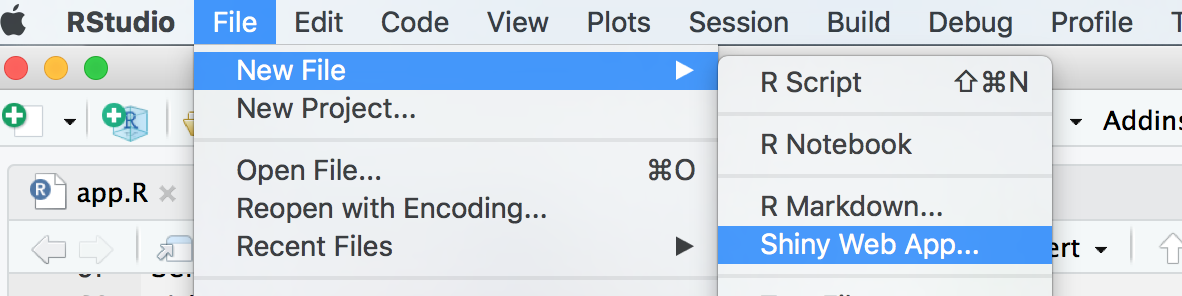 RStudio File Edit Code View Plots Session Build Debug Profile
New File
New Project...
Open File... ⌘O
Reopen with Encoding...
Recent Files
R Script ⇧⌘N
R Notebook
R Markdown...
Shiny Web App...
R
Addins
R app.R